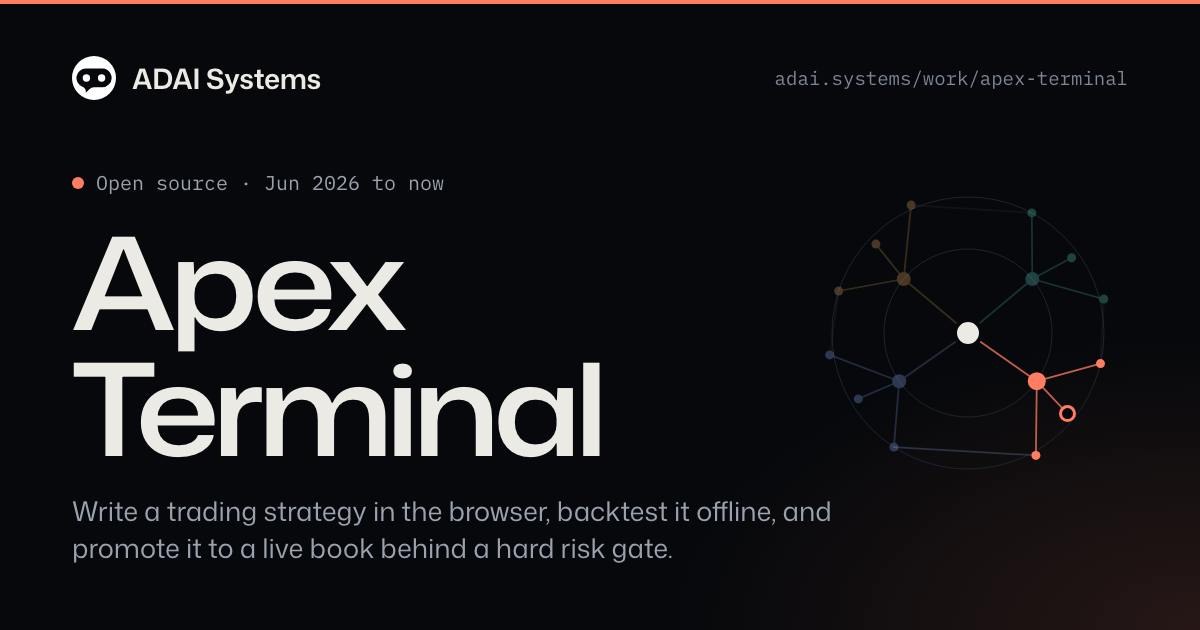 ADAI Systems
adai.systems/work/apex-terminal
Open source · Jun 2026 to now
Apex
Terminal
Write a trading strategy in the browser, backtest it offline, and
promote it to a live book behind a hard risk gate.